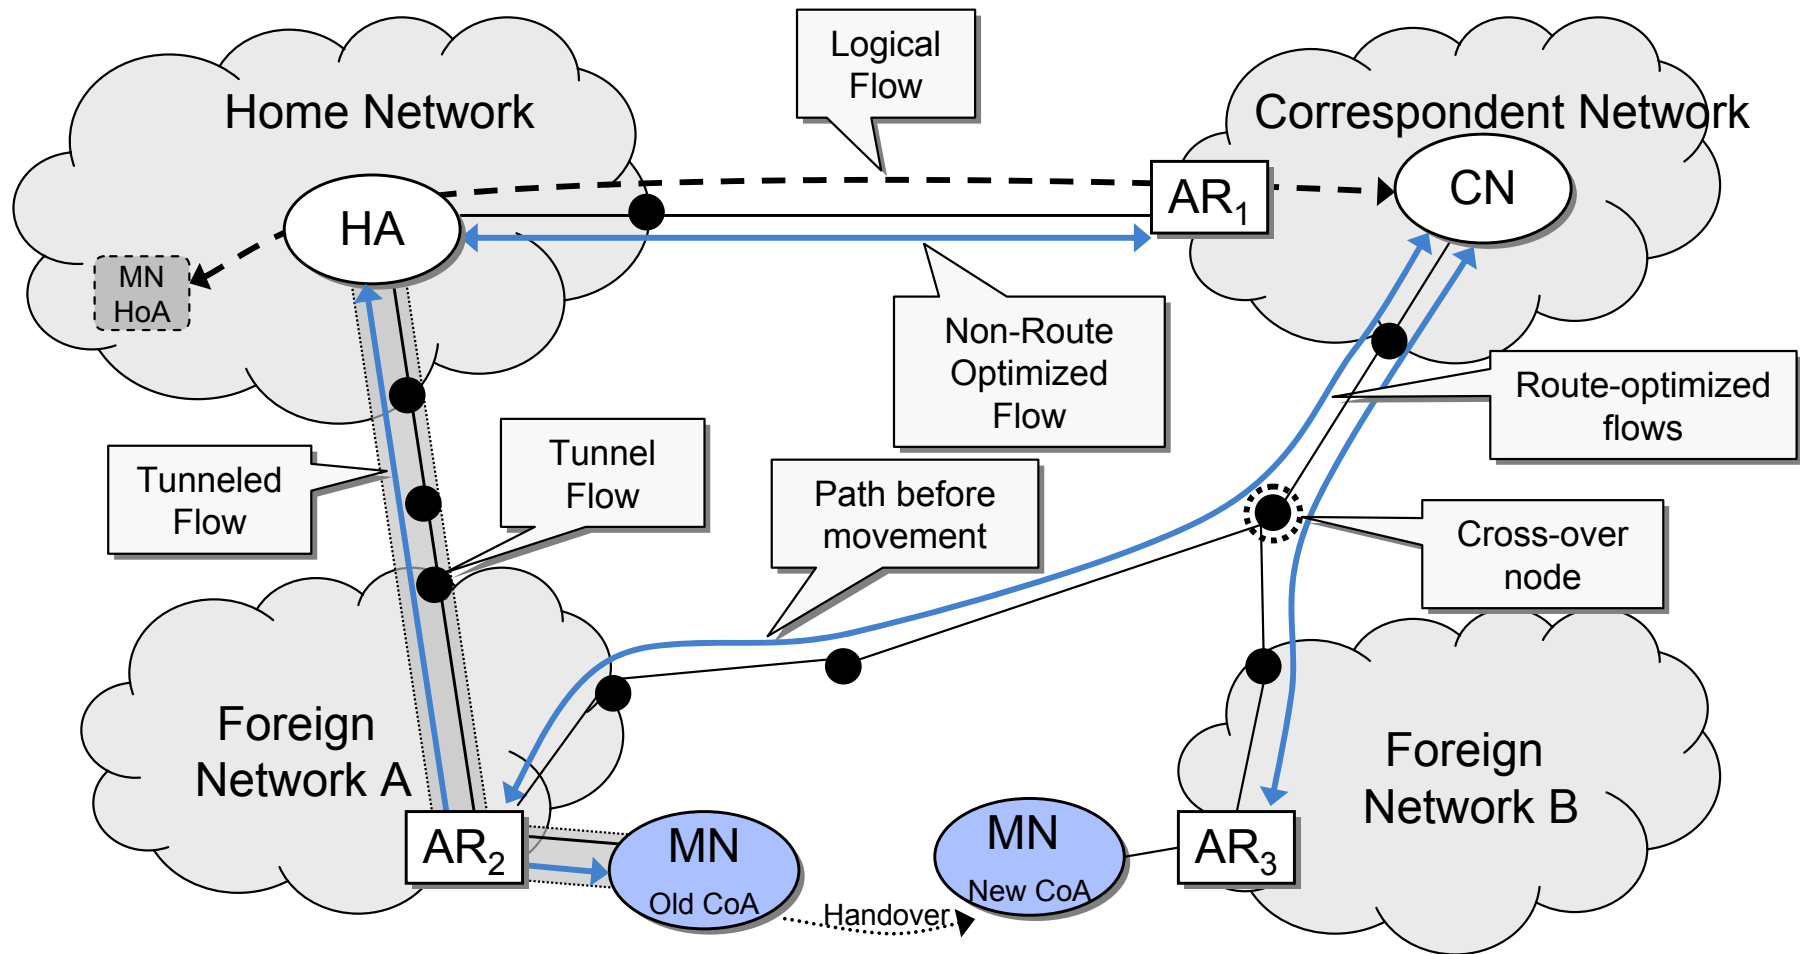 Logical
Flow
Home Network
Correspondent Network
HA
AR1
CN
MN
HoA
Non-Route
Optimized
Flow
Route-optimized
flows
Tunneled
Flow
Tunnel
Flow
Path before
movement
Cross-over
node
Foreign
Network A
Foreign
Network B
AR2
MN
Old CoA
Handover
MN
New CoA
AR3